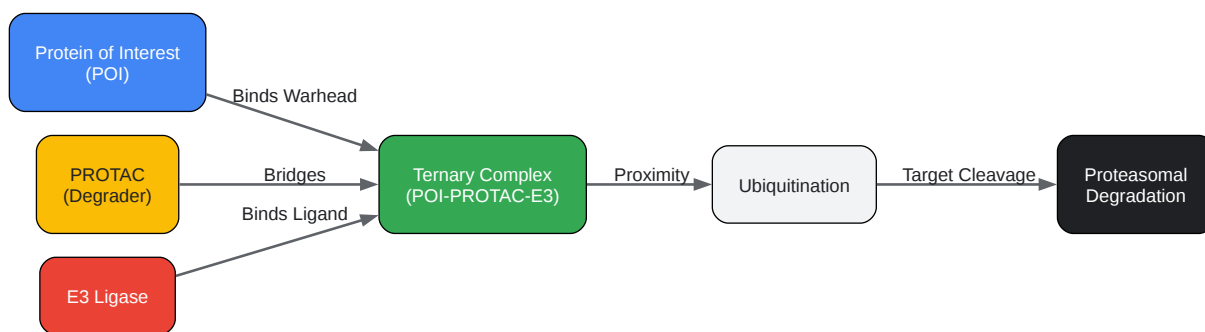 Protein of Interest
(POI)
Binds Warhead
PROTAC
(Degrader)
Bridges
Ternary Complex
(POI-PROTAC-E3)
Proximity
Ubiquitination
Target Cleavage
Proteasomal
Degradation
Binds Ligand
E3 Ligase